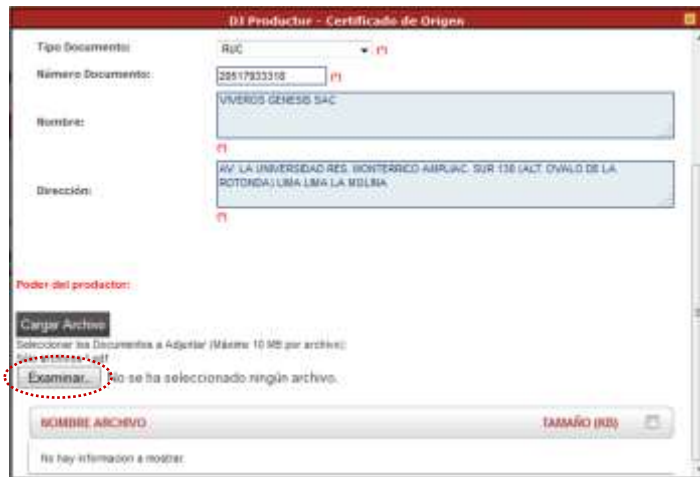 DJ Productor - Certificado de Origen
Tipo Documento: RUC (*)
Número Documento: 20517933318 (*)
Nombre: VIVEROS GENESIS SAC
(*)
Dirección: AV. LA UNIVERSIDAD RES. MONTERRICO AMPLIAC. SUR 130 (ALT. OVALO DE LA
ROTONDA) LIMA LIMA LA MOLINA
(*)
Poder del productor:
Cargar Archivo
Seleccionar los Documentos a Adjuntar (Máximo 10 MB por archivo):
Sólo archivos
Examinar... No se ha seleccionado ningún archivo.
NOMBRE ARCHIVO TAMAÑO (KB)
No hay informacion a mostrar.